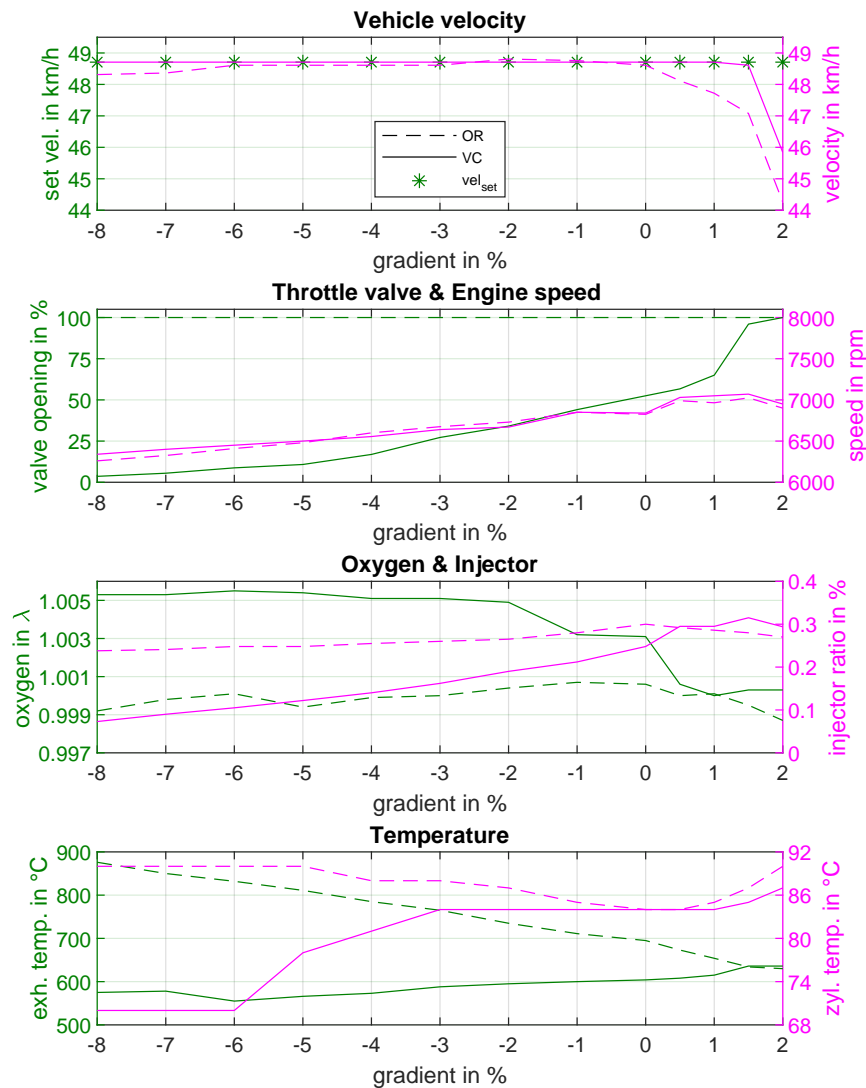 Vehicle velocity
49
48
47
46
45
44
set vel. in km/h
49
48
47
46
45
44
velocity in km/h
OR
VC
vel_set
-8 -7 -6 -5 -4 -3 -2 -1 0 1 2
gradient in %
Throttle valve & Engine speed
100
75
50
25
0
valve opening in %
8000
7500
7000
6500
6000
speed in rpm
-8 -7 -6 -5 -4 -3 -2 -1 0 1 2
gradient in %
Oxygen & Injector
1.005
1.003
1.001
0.999
0.997
oxygen in λ
0.4
0.3
0.2
0.1
0
injector ratio in %
-8 -7 -6 -5 -4 -3 -2 -1 0 1 2
gradient in %
Temperature
900
800
700
600
500
exh. temp. in °C
92
86
80
74
68
zyl. temp. in °C
-8 -7 -6 -5 -4 -3 -2 -1 0 1 2
gradient in %